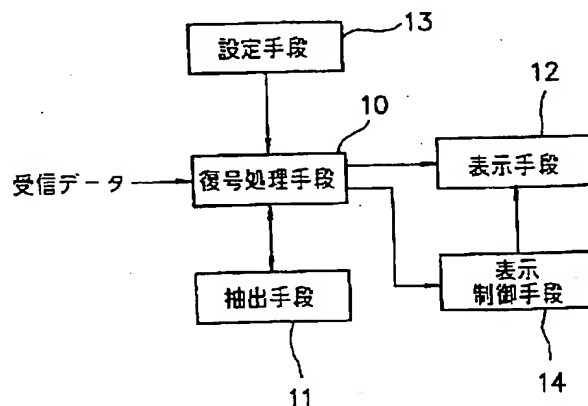 13
設定手段
10
12
受信データ
復号処理手段
表示手段
抽出手段
表示
制御手段
11
14